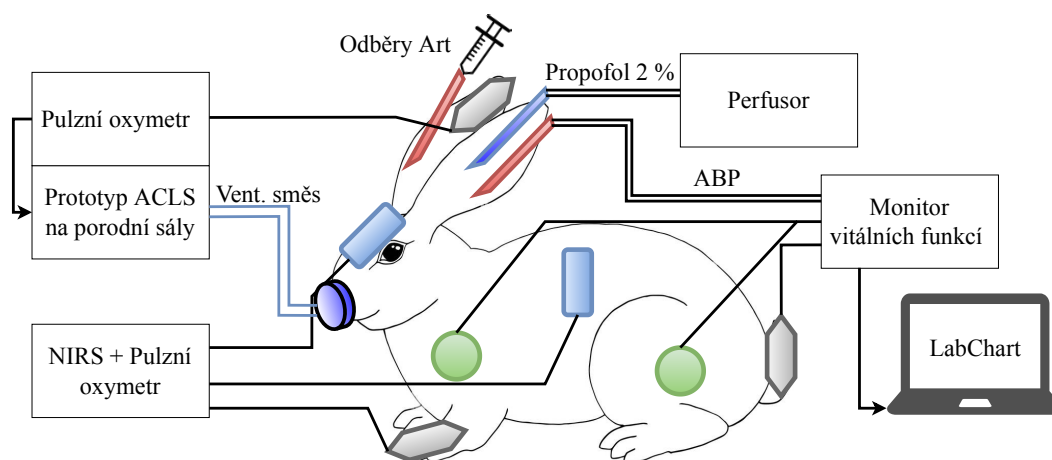 Odběry Art
Propofol 2 %
Perfusor
Pulzní oxymetr
Prototyp ACLS
na porodní sály
Vent. směs
ABP
Monitor
vitálních funkcí
NIRS + Pulzní
oxymetr
LabChart